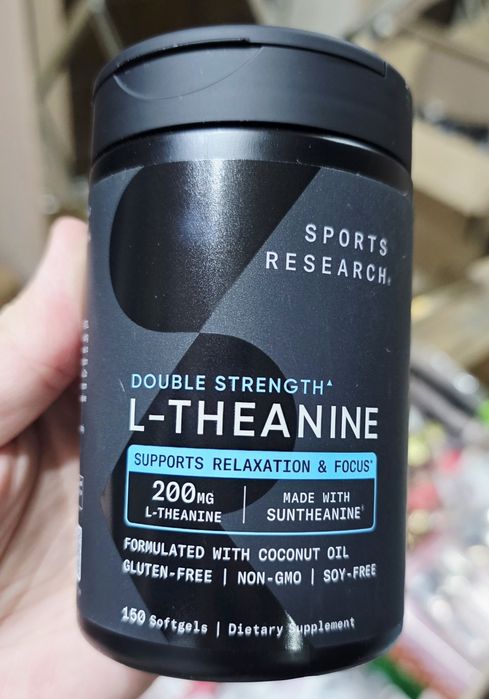 SPORTS
RESEARCH®
DOUBLE STRENGTH▲
L-THEANINE
SUPPORTS RELAXATION & FOCUS*
200MG
L-THEANINE
MADE WITH
SUNTHEANINE®
FORMULATED WITH COCONUT OIL
GLUTEN-FREE | NON-GMO | SOY-FREE
150 Softgels | Dietary Supplement